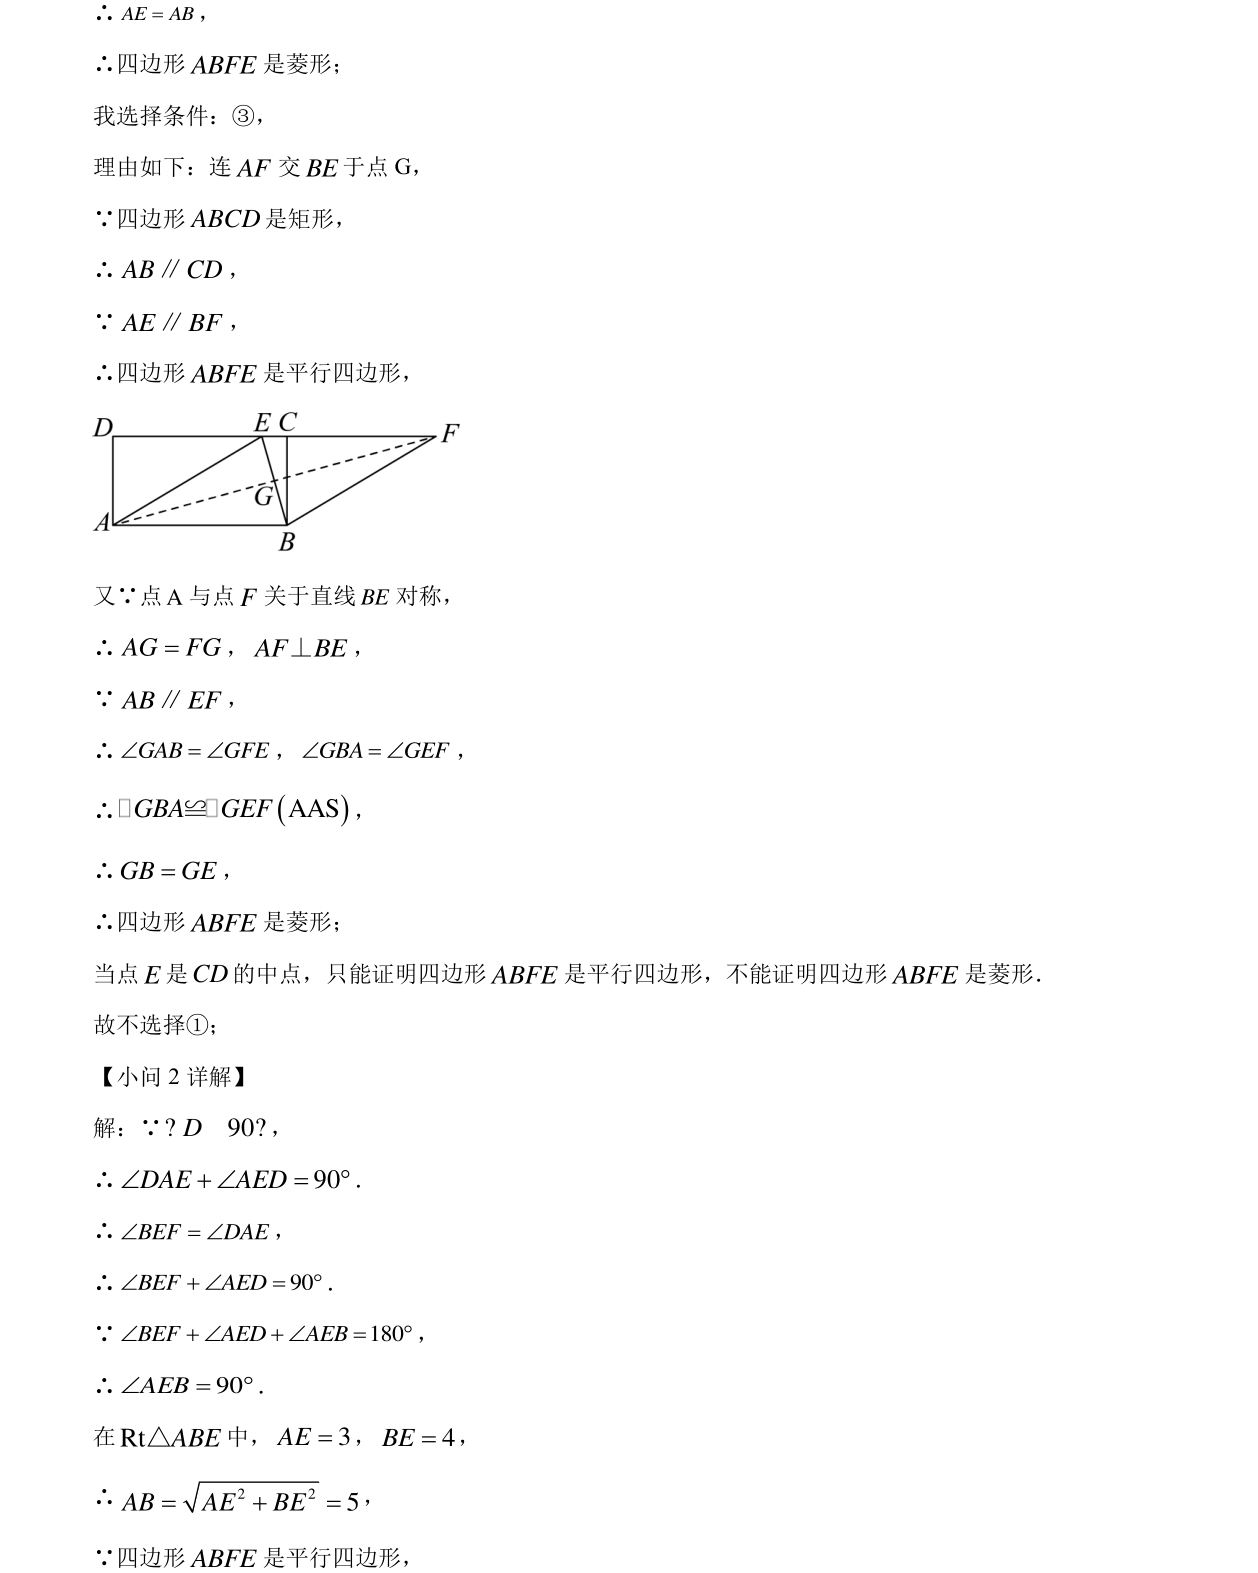 ∴ AE = AB，
∴四边形 ABFE 是菱形；
我选择条件：③，
理由如下：连 AF 交 BE 于点 G，
∵四边形 ABCD 是矩形，
∴ AB // CD，
∵ AE // BF，
∴四边形 ABFE 是平行四边形，
D E C F
G
A
B
又∵点 A 与点 F 关于直线 BE 对称，
∴ AG = FG， AF⊥BE，
∵ AB // EF，
∴ ∠GAB = ∠GFE， ∠GBA = ∠GEF，
∴□GBA≌□GEF(AAS)，
∴ GB = GE，
∴四边形 ABFE 是菱形；
当点 E 是 CD 的中点，只能证明四边形 ABFE 是平行四边形，不能证明四边形 ABFE 是菱形．
故不选择①；
【小问 2 详解】
解：∵? D 90?，
∴ ∠DAE + ∠AED = 90°．
∴ ∠BEF = ∠DAE，
∴ ∠BEF + ∠AED = 90°．
∵ ∠BEF + ∠AED + ∠AEB = 180°，
∴ ∠AEB = 90°．
在 Rt△ABE 中， AE = 3， BE = 4，
∴ AB = √(AE² + BE²) = 5，
∵四边形 ABFE 是平行四边形，